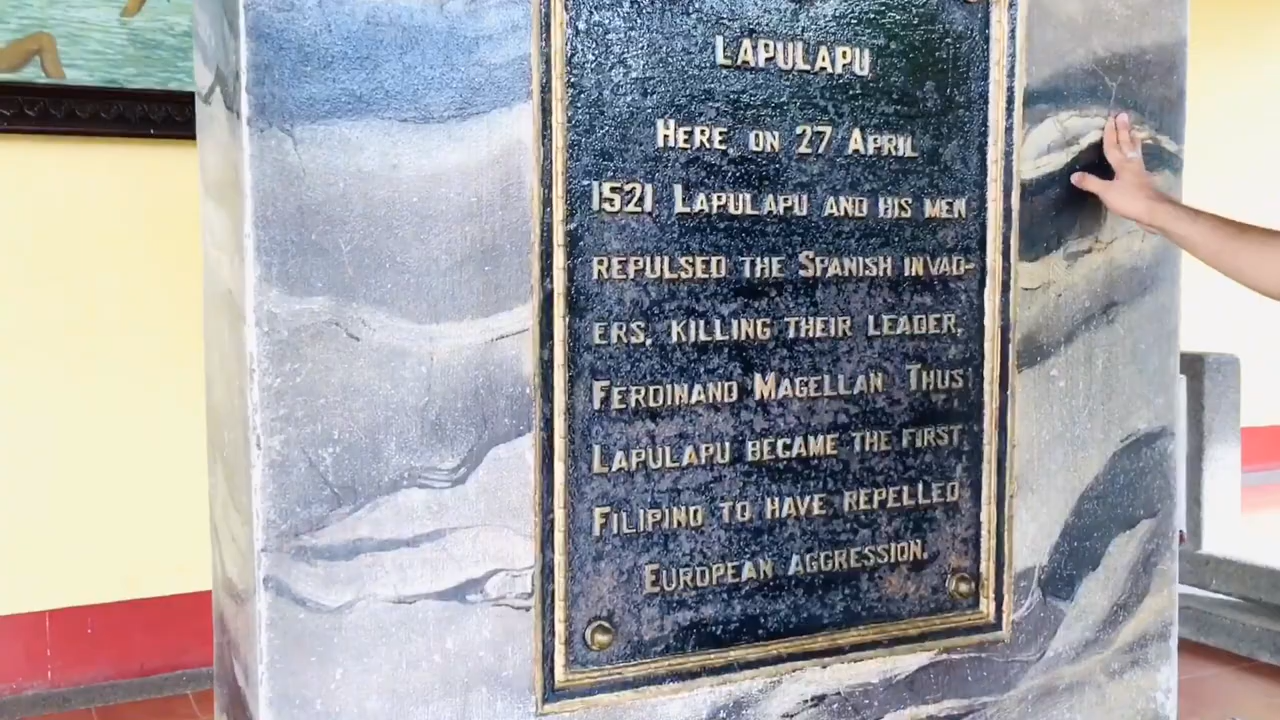 LAPULAPU
HERE, ON 27 APRIL
1521, LAPULAPU AND HIS MEN
REPULSED THE SPANISH INVAD-
ERS, KILLING THEIR LEADER,
FERDINAND MAGELLAN THUS,
LAPULAPU BECAME THE FIRST
FILIPINO TO HAVE REPELLED
EUROPEAN AGGRESSION.